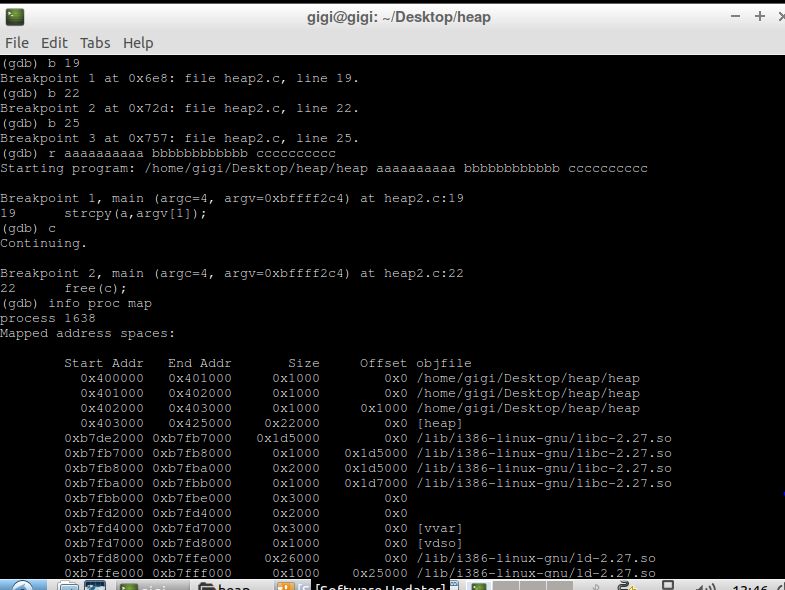 gigi@gigi: ~/Desktop/heap
File Edit Tabs Help
(gdb) b 19
Breakpoint 1 at 0x6e8: file heap2.c, line 19.
(gdb) b 22
Breakpoint 2 at 0x72d: file heap2.c, line 22.
(gdb) b 25
Breakpoint 3 at 0x757: file heap2.c, line 25.
(gdb) r aaaaaaaaaa bbbbbbbbbbbb cccccccccc
Starting program: /home/gigi/Desktop/heap/heap aaaaaaaaaa bbbbbbbbbbbb cccccccccc
Breakpoint 1, main (argc=4, argv=0xbffff2c4) at heap2.c:19
19 strcpy(a,argv[1]);
(gdb) c
Continuing.
Breakpoint 2, main (argc=4, argv=0xbffff2c4) at heap2.c:22
22 free(c);
(gdb) info proc map
process 1638
Mapped address spaces:
Start Addr End Addr Size Offset objfile
0x400000 0x401000 0x1000 0x0 /home/gigi/Desktop/heap/heap
0x401000 0x402000 0x1000 0x0 /home/gigi/Desktop/heap/heap
0x402000 0x403000 0x1000 0x1000 /home/gigi/Desktop/heap/heap
0x403000 0x425000 0x22000 0x0 [heap]
0xb7de2000 0xb7fb7000 0x1d5000 0x0 /lib/i386-linux-gnu/libc-2.27.so
0xb7fb7000 0xb7fb8000 0x1000 0x1d5000 /lib/i386-linux-gnu/libc-2.27.so
0xb7fb8000 0xb7fba000 0x2000 0x1d5000 /lib/i386-linux-gnu/libc-2.27.so
0xb7fba000 0xb7fbb000 0x1000 0x1d7000 /lib/i386-linux-gnu/libc-2.27.so
0xb7fbb000 0xb7fbe000 0x3000 0x0
0xb7fd2000 0xb7fd4000 0x2000 0x0
0xb7fd4000 0xb7fd7000 0x3000 0x0 [vvar]
0xb7fd7000 0xb7fd8000 0x1000 0x0 [vdso]
0xb7fd8000 0xb7ffe000 0x26000 0x0 /lib/i386-linux-gnu/ld-2.27.so
0xb7ffe000 0xb7fff000 0x1000 0x25000 /lib/i386-linux-gnu/ld-2.27.so
heap [Software Updater] 13:46